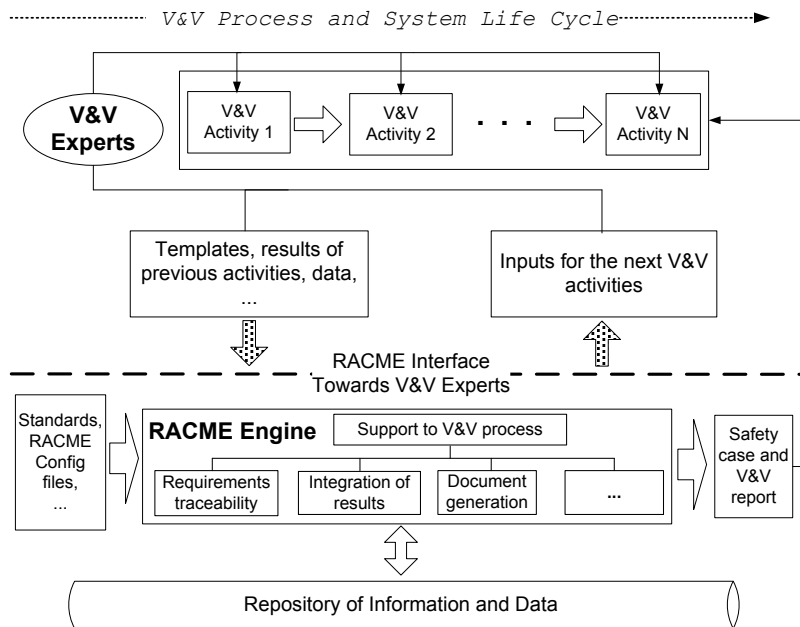 V&V Process and System Life Cycle
V&V
Experts
V&V
Activity 1
V&V
Activity 2
. . .
V&V
Activity N
Templates, results of
previous activities, data,
...
Inputs for the next V&V
activities
RACME Interface
Towards V&V Experts
Standards,
RACME
Config
files,
...
RACME Engine
Support to V&V process
Requirements
traceability
Integration of
results
Document
generation
...
Safety
case and
V&V
report
Repository of Information and Data